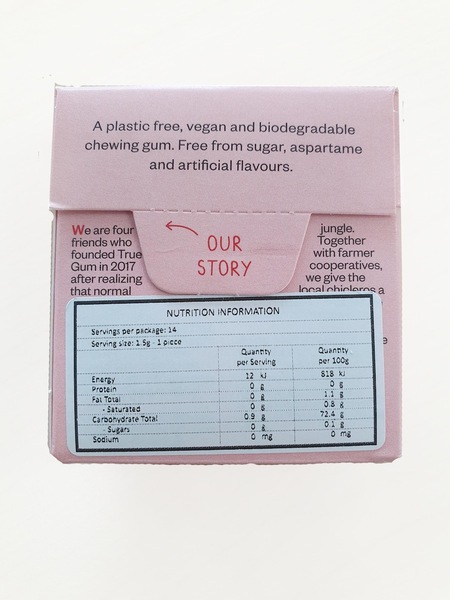 A plastic free, vegan and biodegradable
chewing gum. Free from sugar, aspartame
and artificial flavours.
OUR
STORY
We are four
friends who
founded True
Gum in 2017
after realizing
that normal
jungle.
Together
with farmer
cooperatives,
we give the
local chicleros a
NUTRITION INFORMATION
Servings per package: 14
Serving size: 1.5g - 1 piece
Quantity per Serving Quantity per 100g
Energy 12 kJ 818 kJ
Protein 0 g 0 g
Fat Total 0 g 1.1 g
- Saturated 0 g 0.8 g
Carbohydrate Total 0.9 g 72.4 g
- Sugars 0 g 0.1 g
Sodium 0 mg 0 mg